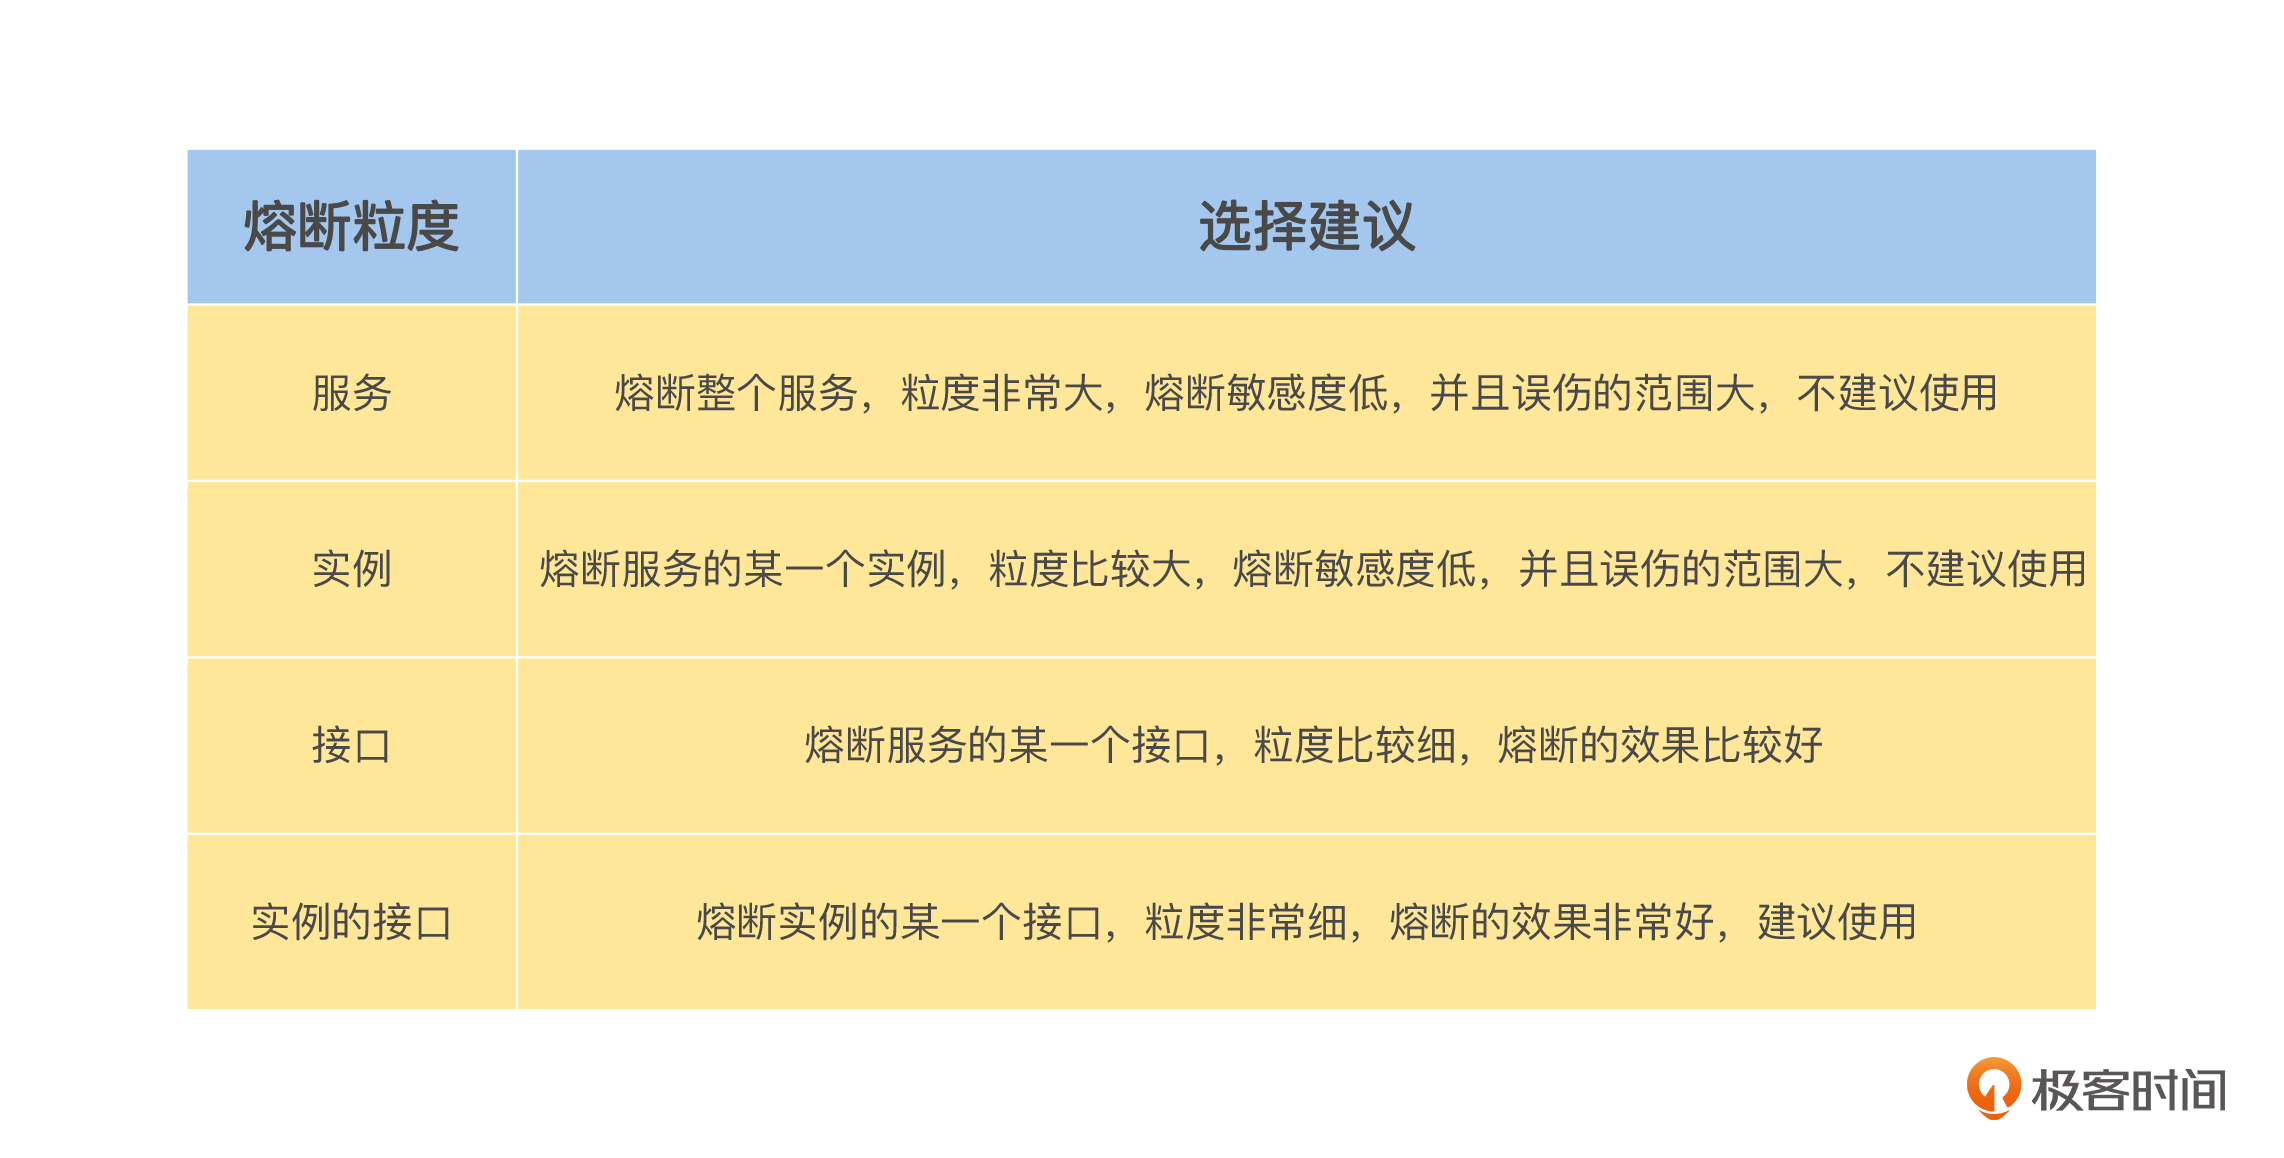 熔断粒度 选择建议
服务 熔断整个服务，粒度非常大，熔断敏感度低，并且误伤的范围大，不建议使用
实例 熔断服务的某一个实例，粒度比较大，熔断敏感度低，并且误伤的范围大，不建议使用
接口 熔断服务的某一个接口，粒度比较细，熔断的效果比较好
实例的接口 熔断实例的某一个接口，粒度非常细，熔断的效果非常好，建议使用
极客时间